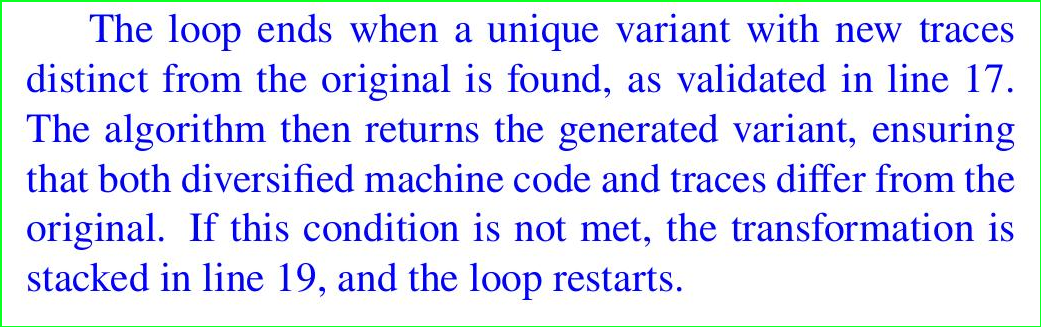 The loop ends when a unique variant with new traces
distinct from the original is found, as validated in line 17.
The algorithm then returns the generated variant, ensuring
that both diversified machine code and traces differ from the
original. If this condition is not met, the transformation is
stacked in line 19, and the loop restarts.